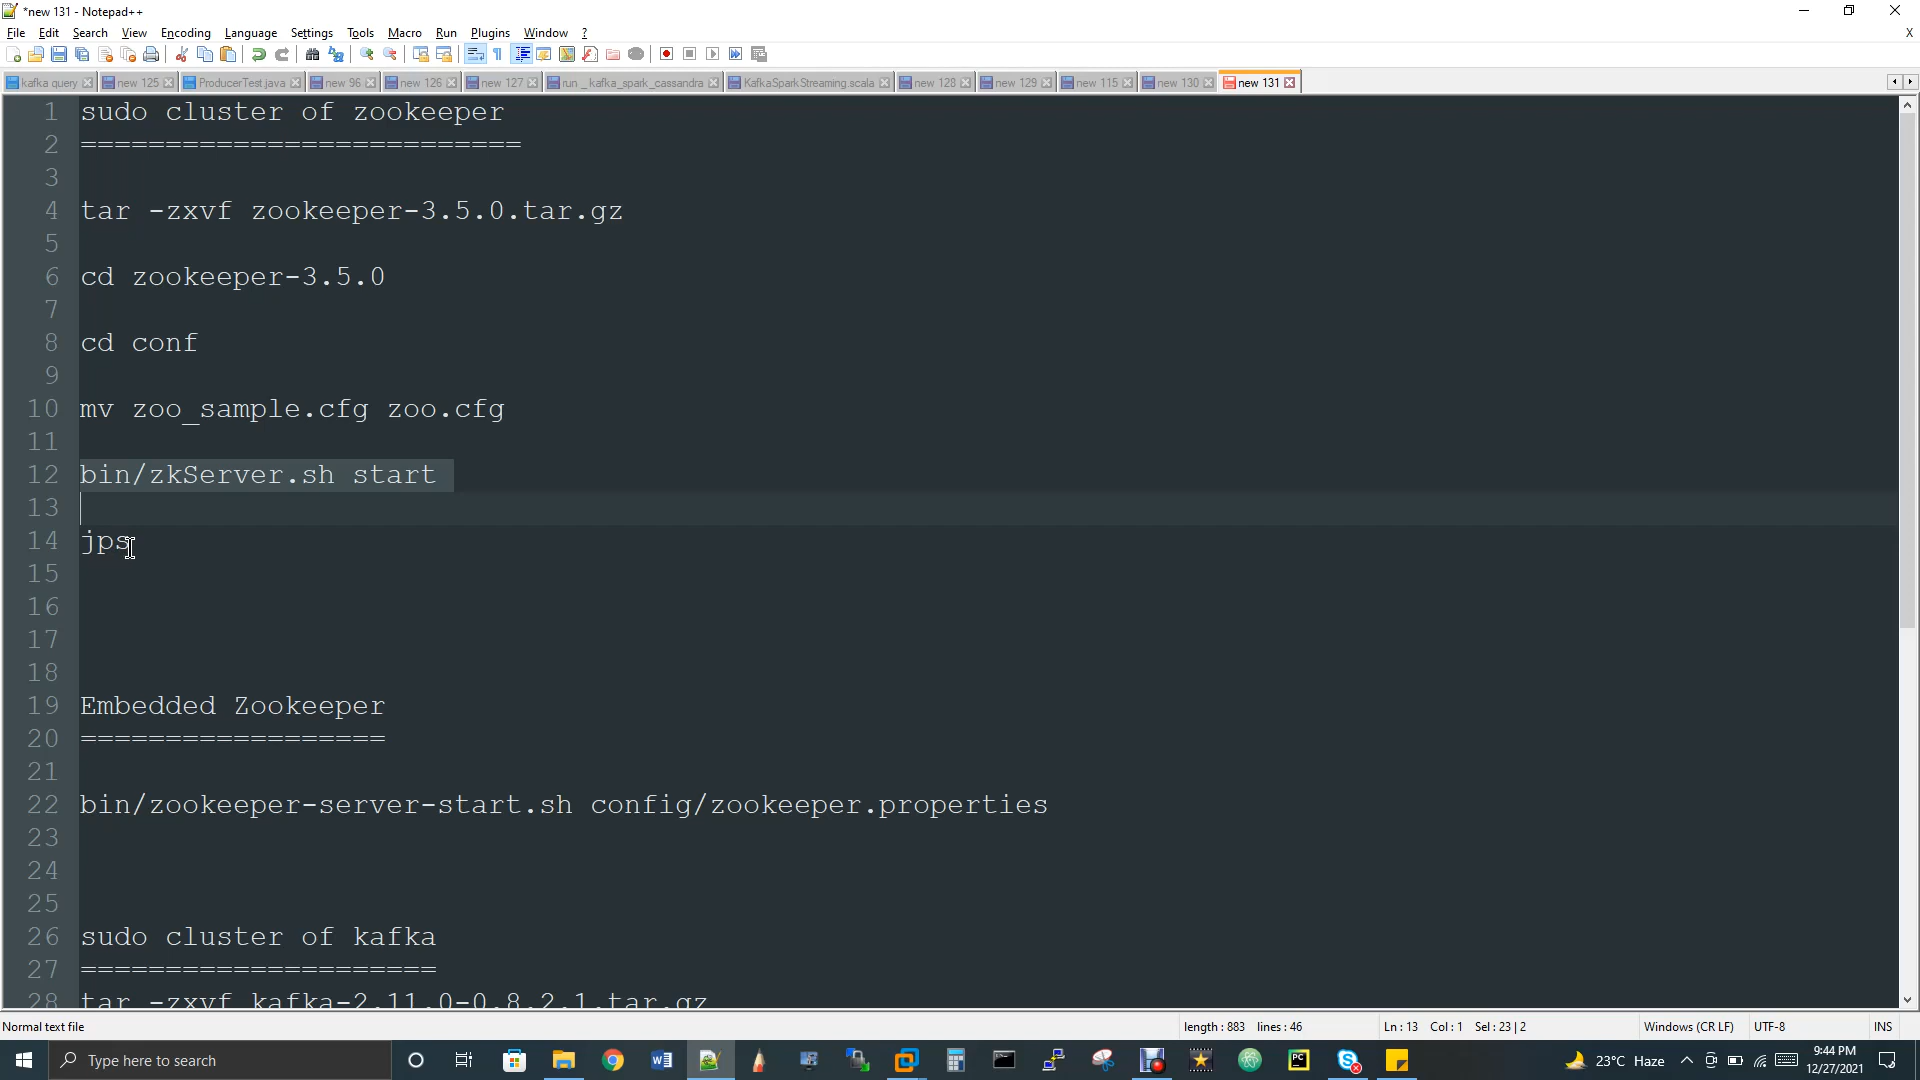 *new 131 - Notepad++
File Edit Search View Encoding Language Settings Tools Macro Run Plugins Window ? X
kafka query new 125 ProducerTest.java new 96 new 126 new 127 run _ kafka_spark_cassandra KafkaSparkStreaming.scala new 128 new 129 new 115 new 130 new 131
1 sudo cluster of zookeeper
2 ==========================
3
4 tar -zxvf zookeeper-3.5.0.tar.gz
5
6 cd zookeeper-3.5.0
7
8 cd conf
9
10 mv zoo_sample.cfg zoo.cfg
11
12 bin/zkServer.sh start
13
14 jps
15
16
17
18
19 Embedded Zookeeper
20 ==================
21
22 bin/zookeeper-server-start.sh config/zookeeper.properties
23
24
25
26 sudo cluster of kafka
27 =====================
28 tar -zxvf kafka-2.11.0-0.8.2.1.tar.gz
Normal text file length : 883 lines : 46 Ln : 13 Col : 1 Sel : 23 | 2 Windows (CR LF) UTF-8 INS
Type here to search 23°C Haze 9:44 PM
12/27/2021